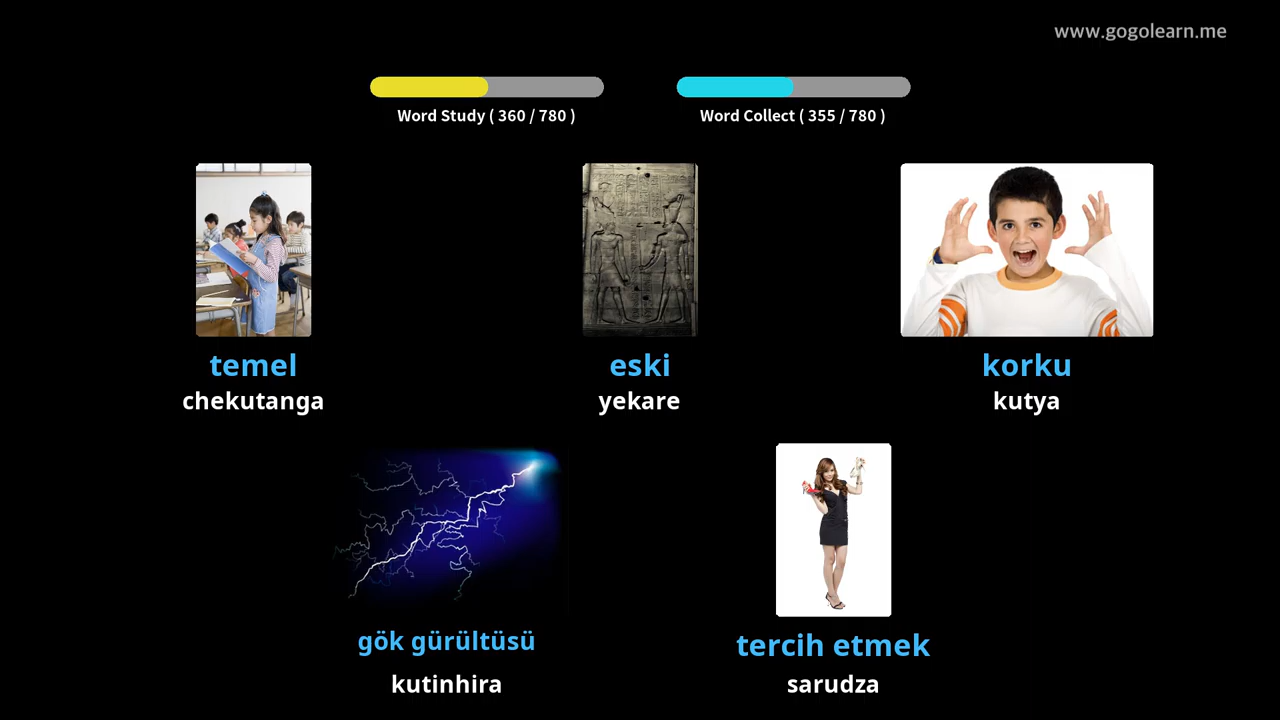 www.gogolearn.me
Word Study ( 360 / 780 )
Word Collect ( 355 / 780 )
temel
chekutanga
eski
yekare
korku
kutya
gök gürültüsü
kutinhira
tercih etmek
sarudza